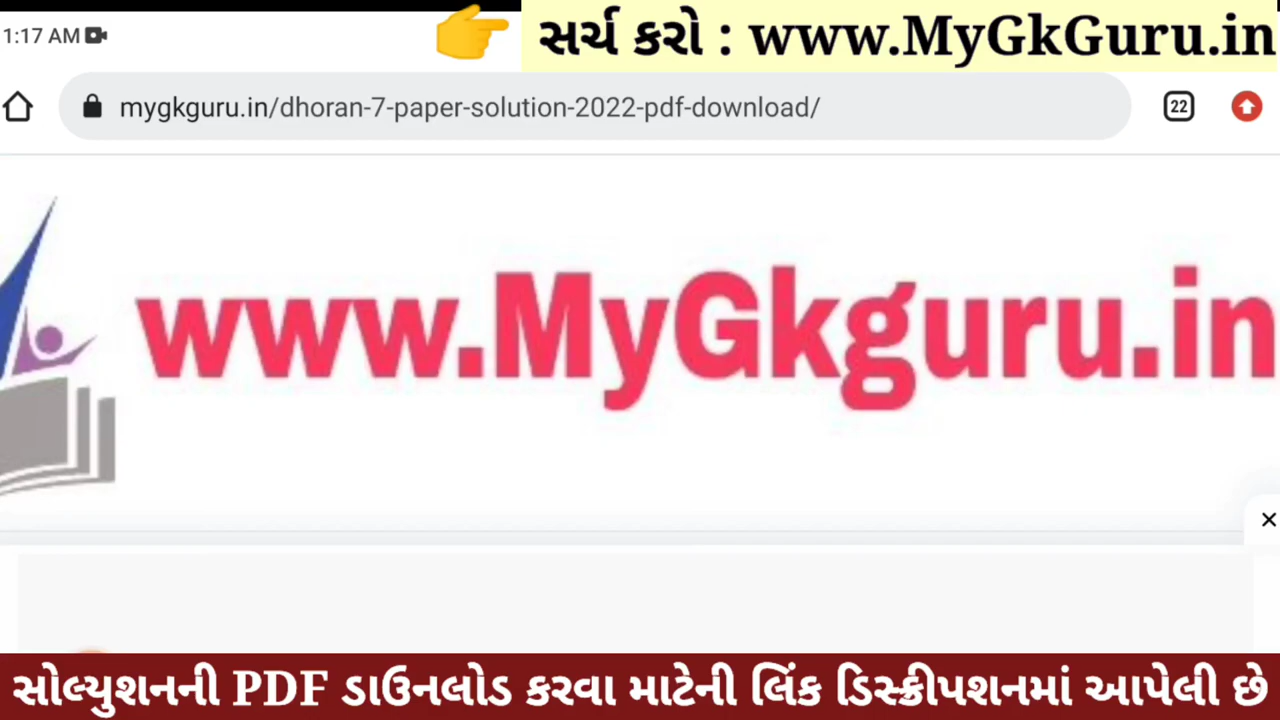 👉 સર્ચ કરો : www.MyGkGuru.in
1:17 AM
mygkguru.in/dhoran-7-paper-solution-2022-pdf-download/
22
www.MyGkguru.in
સોલ્યુશનની PDF ડાઉનલોડ કરવા માટેની લિંક ડિસ્ક્રીપશનમાં આપેલી છે